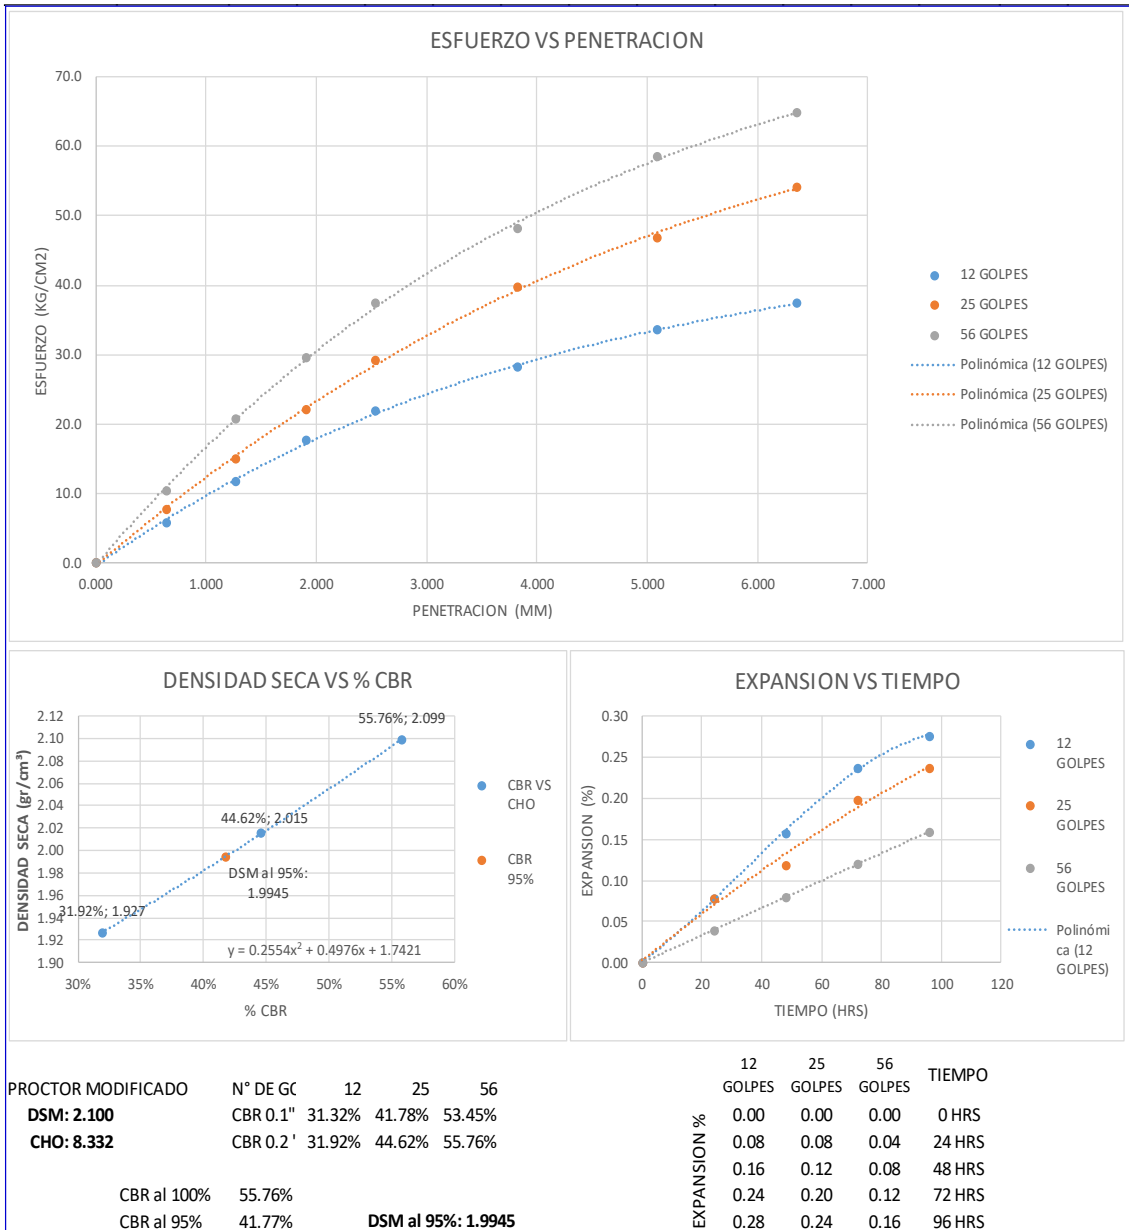 ESFUERZO VS PENETRACION
70.0
60.0
50.0
40.0
30.0
20.0
10.0
0.0
ESFUERZO (KG/CM2)
0.000 1.000 2.000 3.000 4.000 5.000 6.000 7.000
PENETRACION (MM)
12 GOLPES
25 GOLPES
56 GOLPES
Polinómica (12 GOLPES)
Polinómica (25 GOLPES)
Polinómica (56 GOLPES)
DENSIDAD SECA VS % CBR
2.12
2.10
2.08
2.06
2.04
2.02
2.00
1.98
1.96
1.94
1.92
1.90
DENSIDAD SECA (gr/cm³)
55.76%; 2.099
44.62%; 2.015
DSM al 95%:
1.9945
31.92%; 1.927
y = 0.2554x² + 0.4976x + 1.7421
30% 35% 40% 45% 50% 55% 60%
% CBR
CBR VS
CHO
CBR
95%
EXPANSION VS TIEMPO
0.30
0.25
0.20
0.15
0.10
0.05
0.00
EXPANSION (%)
0 20 40 60 80 100 120
TIEMPO (HRS)
12
GOLPES
25
GOLPES
56
GOLPES
Polinómi
ca (12
GOLPES)
PROCTOR MODIFICADO N° DE GC 12 25 56
DSM: 2.100 CBR 0.1" 31.32% 41.78% 53.45%
CHO: 8.332 CBR 0.2 ' 31.92% 44.62% 55.76%
CBR al 100% 55.76%
CBR al 95% 41.77% DSM al 95%: 1.9945
12 25 56
GOLPES GOLPES GOLPES TIEMPO
EXPANSION %
0.00 0.00 0.00 0 HRS
0.08 0.08 0.04 24 HRS
0.16 0.12 0.08 48 HRS
0.24 0.20 0.12 72 HRS
0.28 0.24 0.16 96 HRS